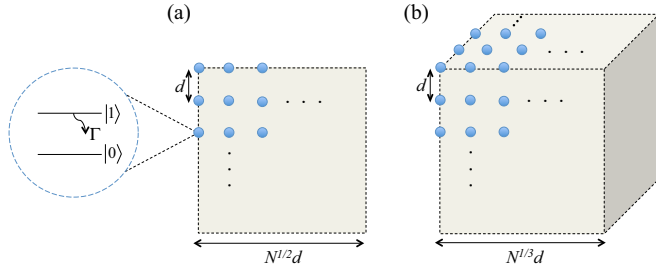 (a)
(b)
d
d
|1⟩
Γ
|0⟩
. . .
. . .
N^{1/2}d
N^{1/3}d